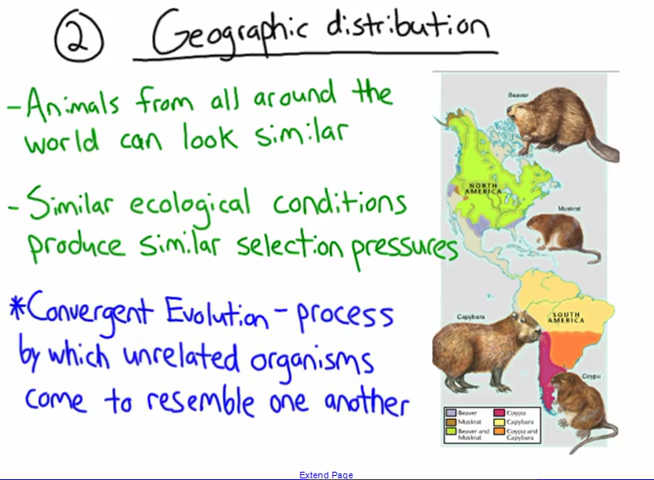 ② Geographic distribution
- Animals from all around the
world can look similar
- Similar ecological conditions
produce similar selection pressures
*Convergent Evolution - process
by which unrelated organisms
come to resemble one another
Beaver
NORTH
AMERICA
Muskrat
SOUTH
AMERICA
Capybara
Coypu
Beaver
Muskrat
Beaver and
Muskrat
Coypu
Capybara
Coypu and
Capybara
Extend Page